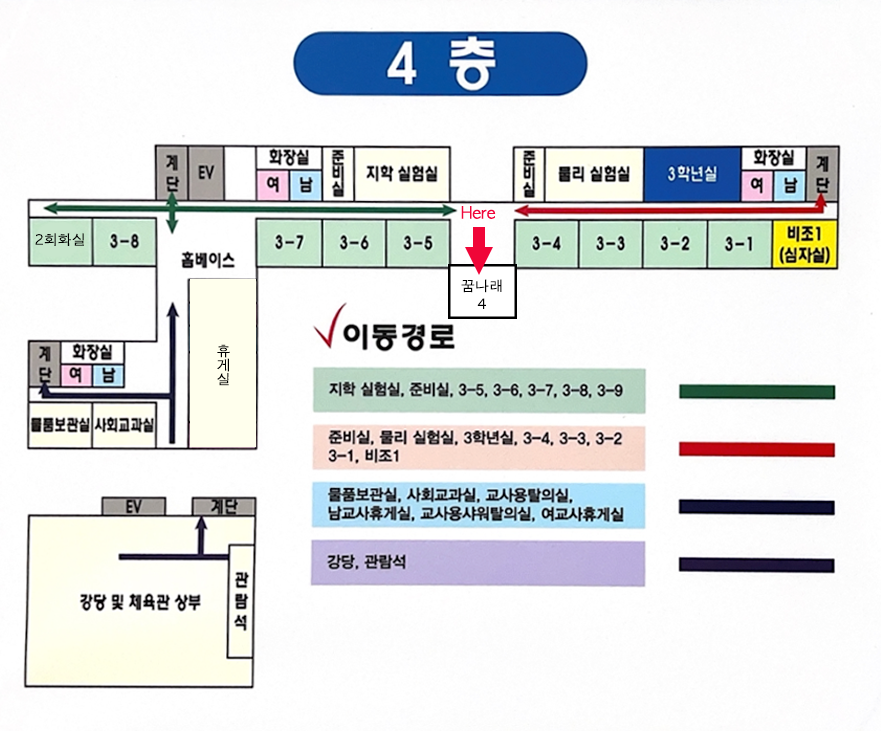 4 층
계단
EV
화장실
여 남
준비실
지학 실험실
준비실
물리 실험실
3학년실
화장실
여 남
계단
Here
2회화실
3-8
홈베이스
3-7
3-6
3-5
3-4
3-3
3-2
3-1
비조1
(심자실)
꿈나래
4
이동경로
계단
화장실
여 남
휴게실
물품보관실
사회교과실
지학 실험실, 준비실, 3-5, 3-6, 3-7, 3-8, 3-9
준비실, 물리 실험실, 3학년실, 3-4, 3-3, 3-2
3-1, 비조1
물품보관실, 사회교과실, 교사용탈의실,
남교사휴게실, 교사용샤워탈의실, 여교사휴게실
강당, 관람석
EV
계단
강당 및 체육관 상부
관람석